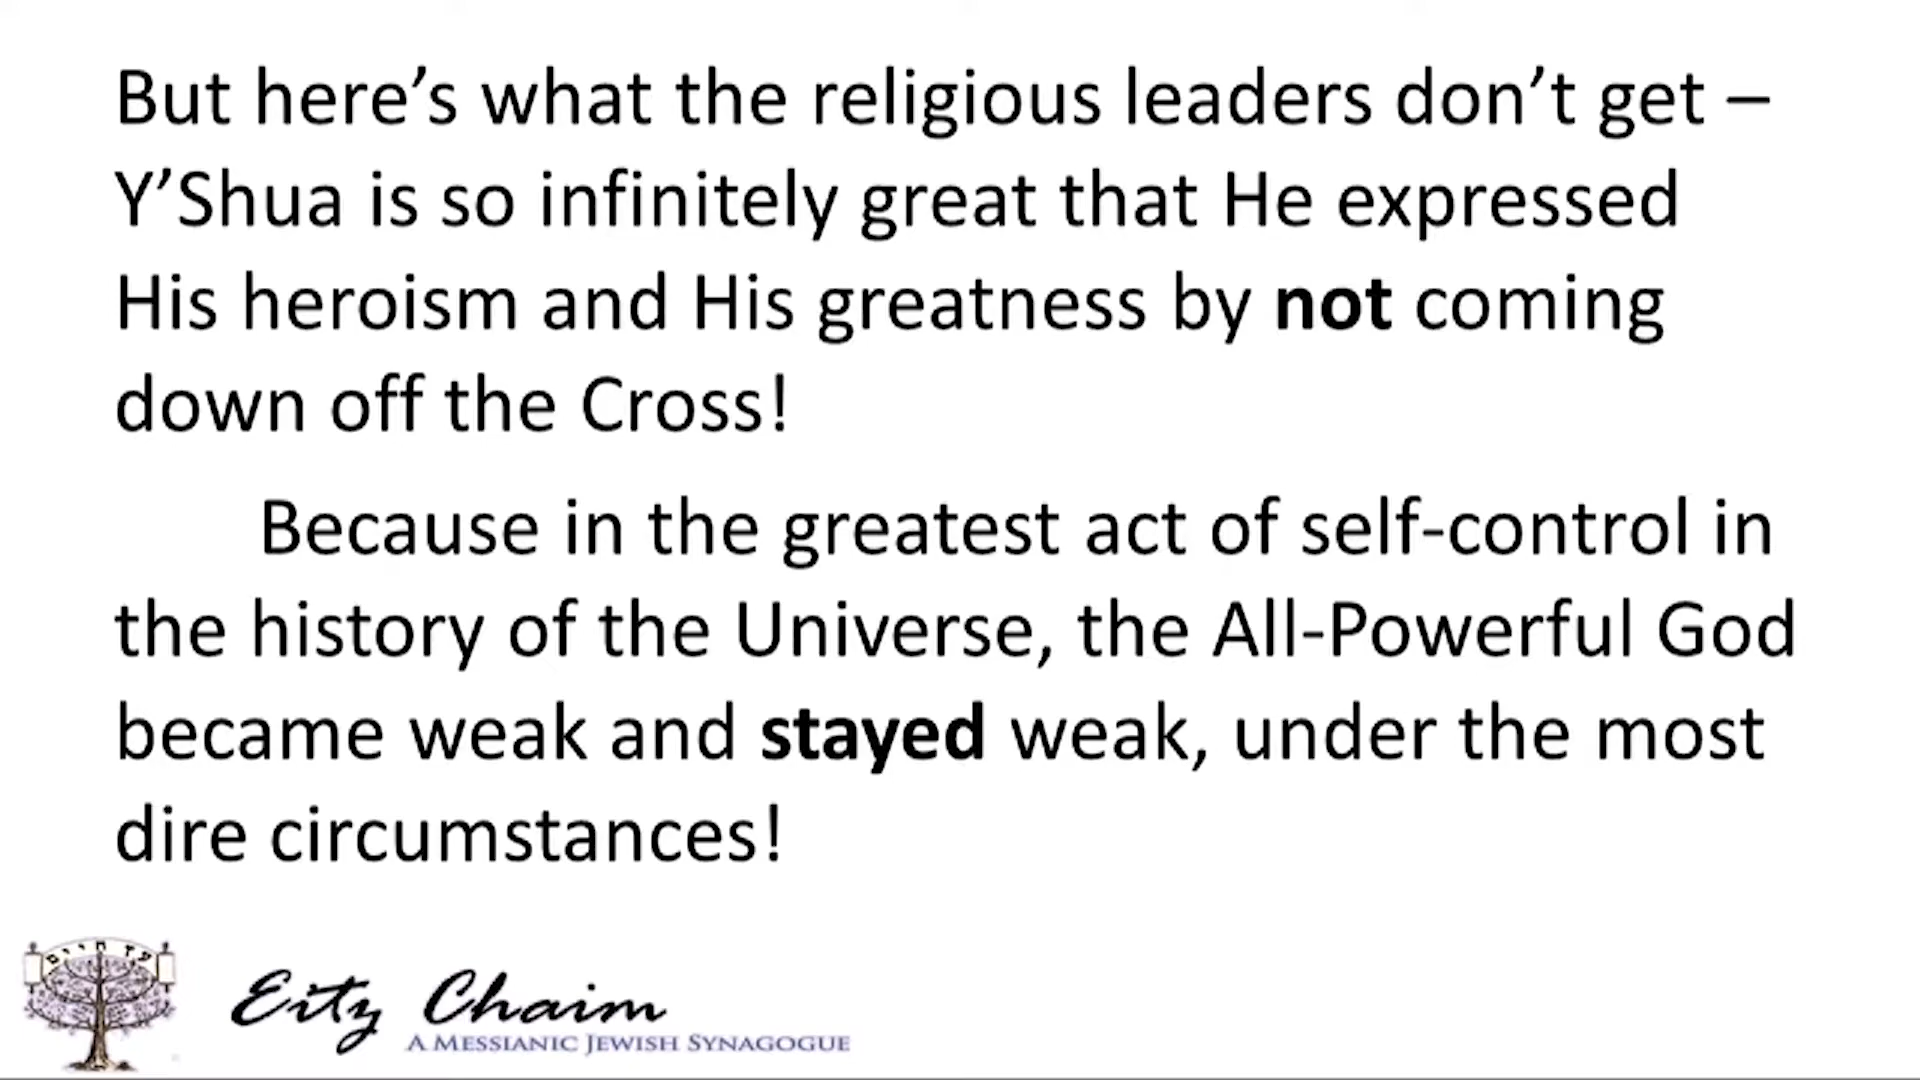 But here’s what the religious leaders don’t get –
Y’Shua is so infinitely great that He expressed
His heroism and His greatness by not coming
down off the Cross!
Because in the greatest act of self-control in
the history of the Universe, the All-Powerful God
became weak and stayed weak, under the most
dire circumstances!
עץ חיים
Eitz Chaim
A MESSIANIC JEWISH SYNAGOGUE